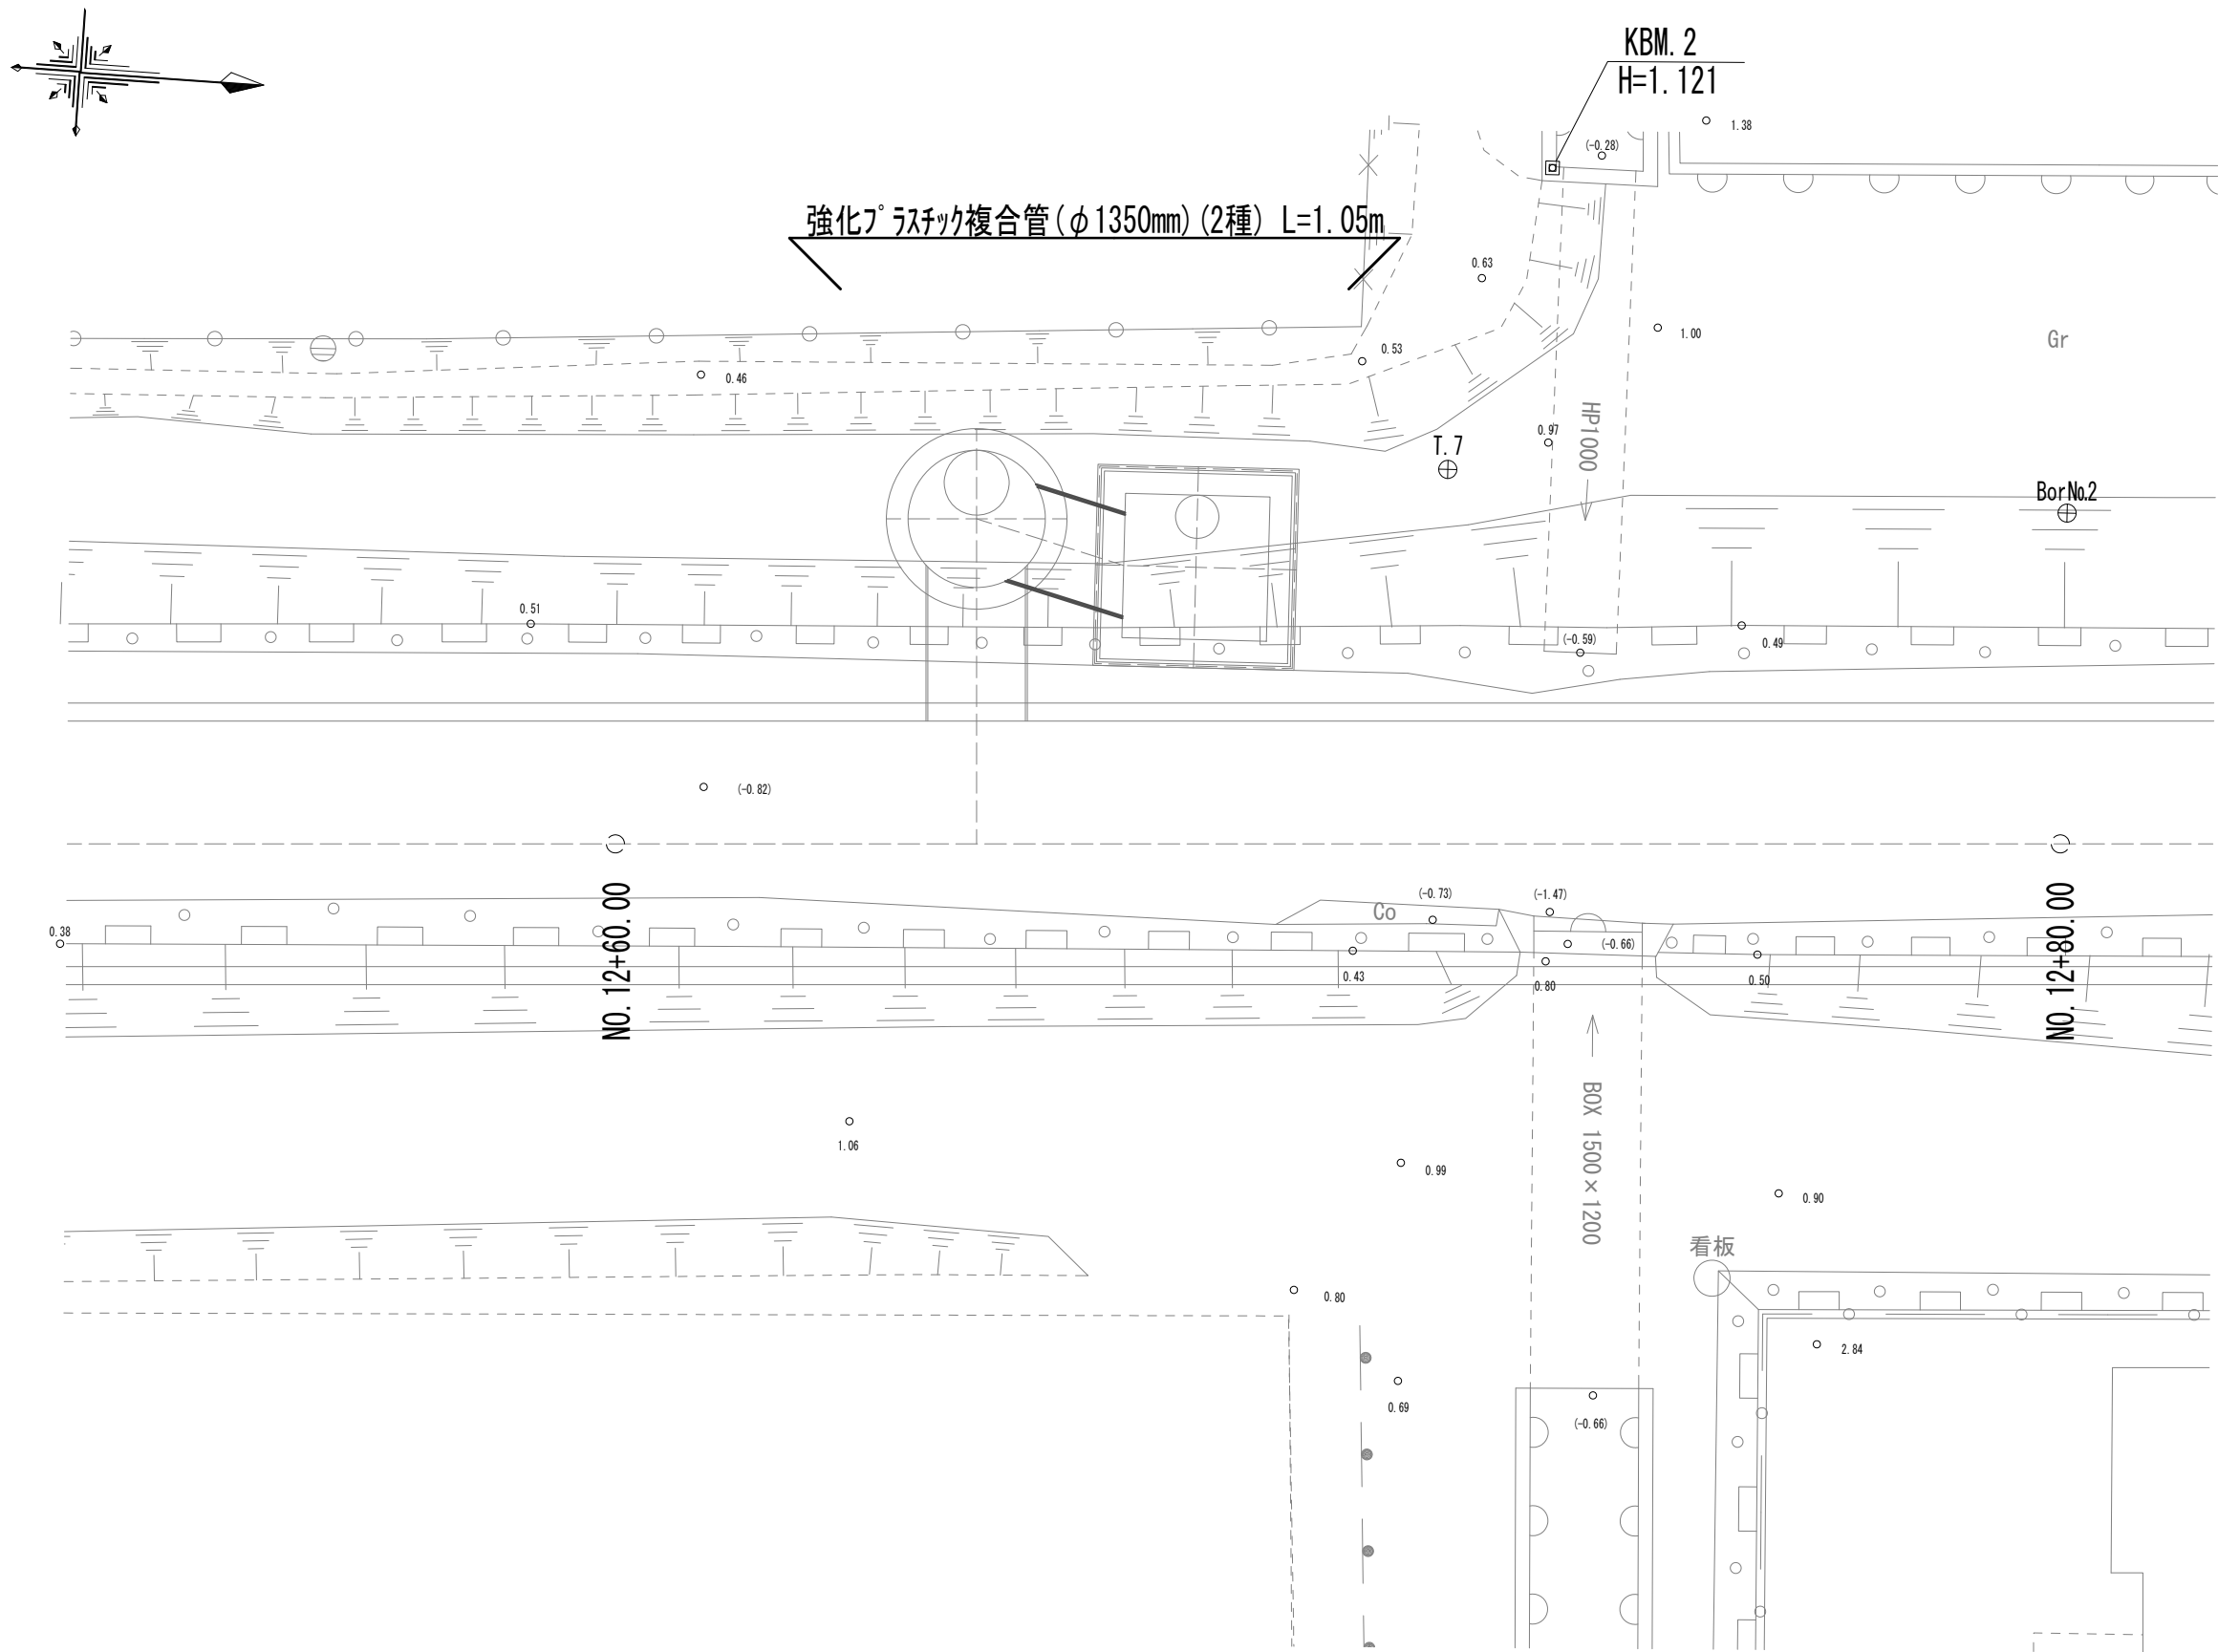 KBM. 2
H=1. 121
1. 38
(-0. 28)
強化ﾌﾟﾗｽﾁｯｸ複合管(φ1350mm)(2種) L=1. 05m
0. 63
1. 00
Gr
0. 53
0. 46
HP1000
0. 97
T. 7
Bor№2
0. 51
(-0. 59)
0. 49
(-0. 82)
NO. 12+60. 00
NO. 12+80. 00
(-0. 73)
(-1. 47)
Co
0. 38
(-0. 66)
0. 43
0. 80
0. 50
BOX 1500×1200
1. 06
0. 99
0. 90
看板
0. 80
2. 84
0. 69
(-0. 66)